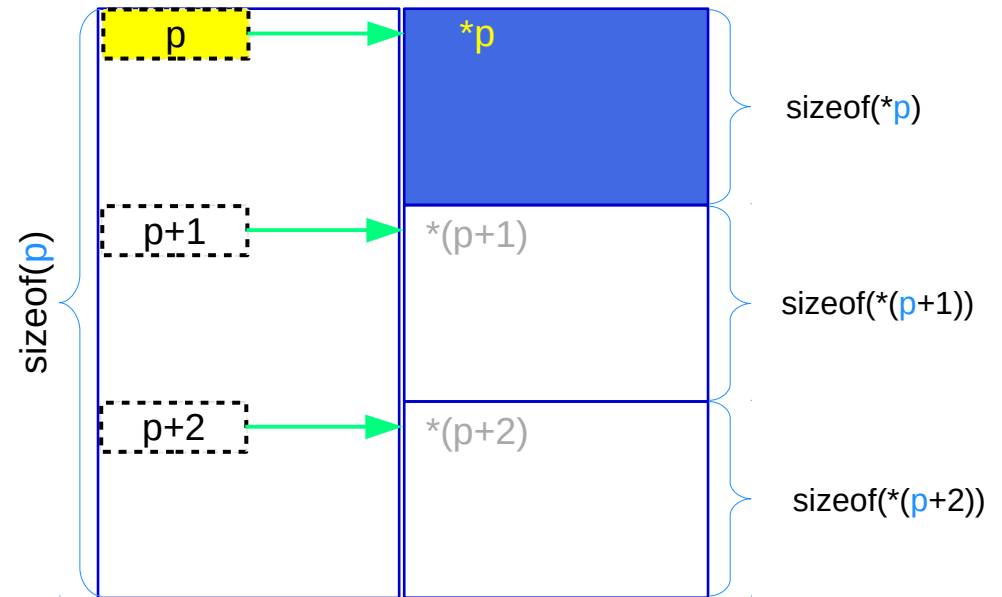 p
*p
sizeof(*p)
p+1
*(p+1)
sizeof(p)
sizeof(*(p+1))
p+2
*(p+2)
sizeof(*(p+2))